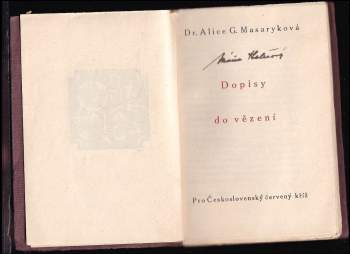 Dr. Alice G. Masaryková
Dopisy
do vězení
Pro Československý červený kříž